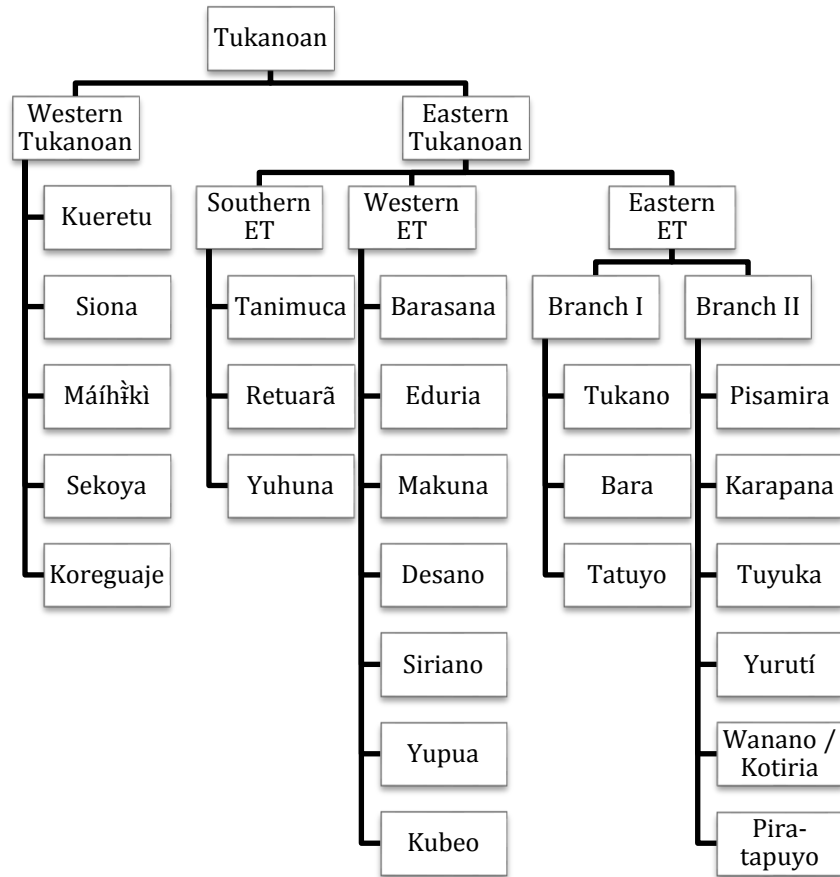 Tukanoan
Western
Tukanoan
Eastern
Tukanoan
Kueretu
Siona
Máíhɨ̀kì
Sekoya
Koreguaje
Southern
ET
Western
ET
Eastern
ET
Tanimuca
Retuarã
Yuhuna
Barasana
Eduria
Makuna
Desano
Siriano
Yupua
Kubeo
Branch I
Branch II
Tukano
Bara
Tatuyo
Pisamira
Karapana
Tuyuka
Yurutí
Wanano /
Kotiria
Pira-
tapuyo